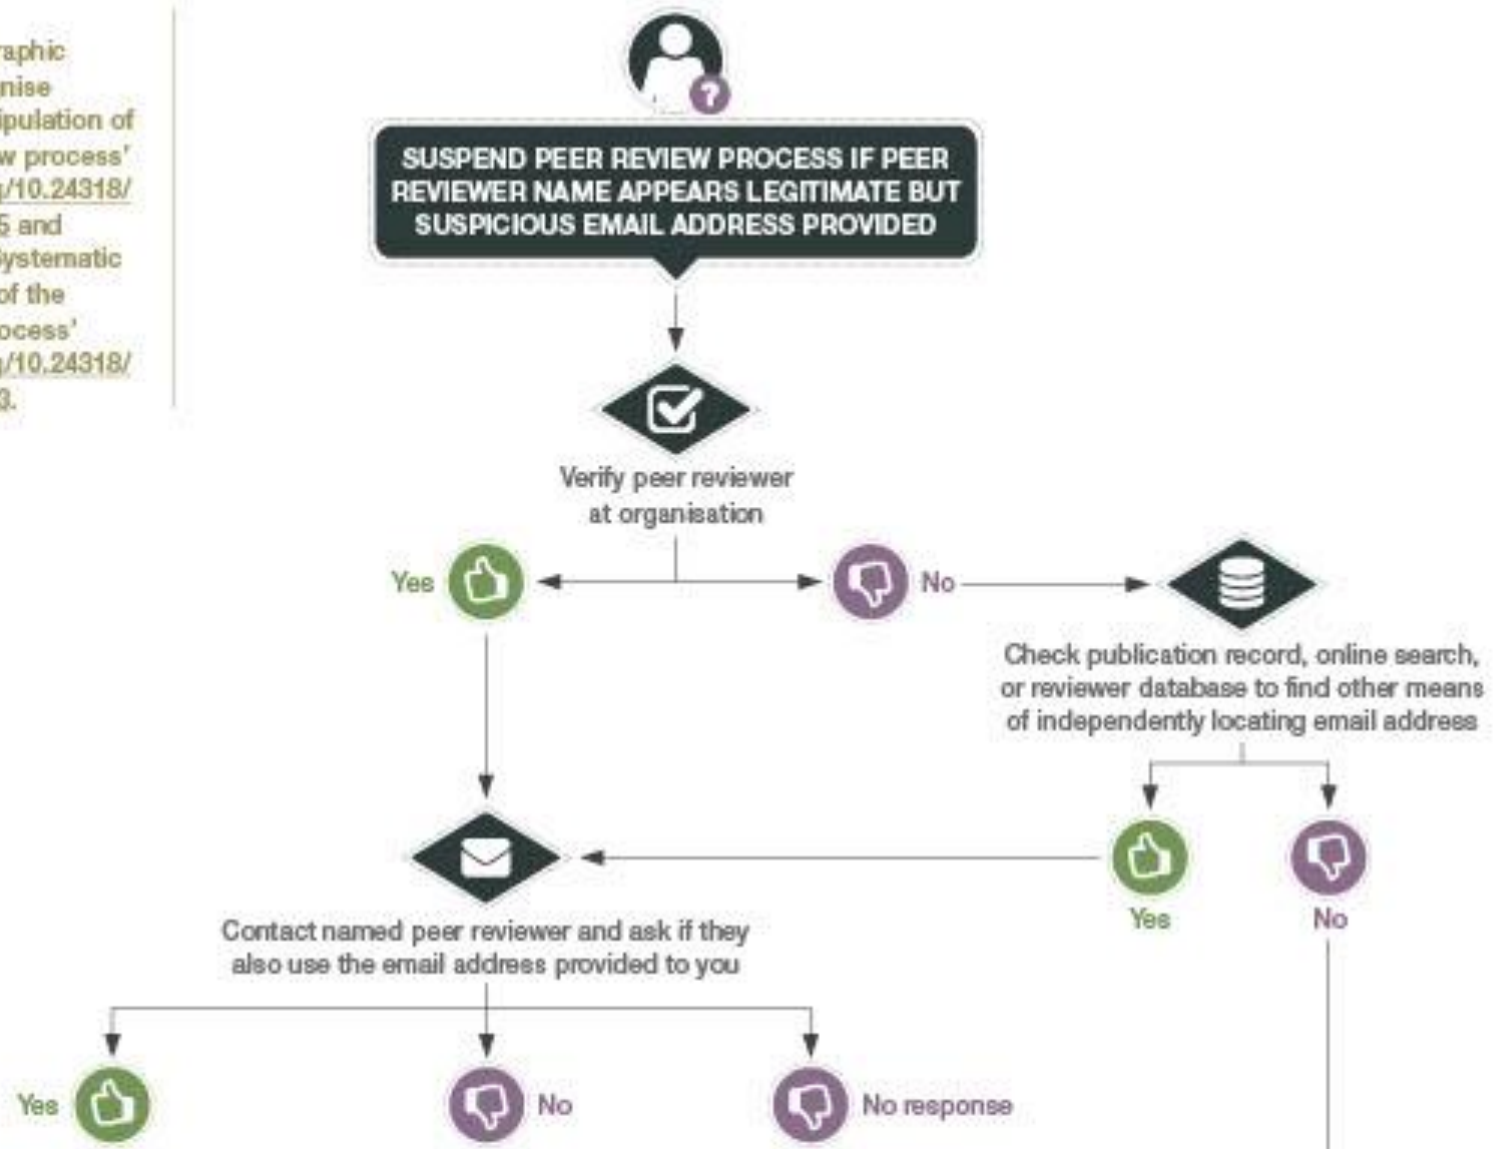 raphic
nise
ipulation of
w process'
g/10.24318/
5 and
Systematic
of the
ocess'
g/10.24318/
3.
?
SUSPEND PEER REVIEW PROCESS IF PEER
REVIEWER NAME APPEARS LEGITIMATE BUT
SUSPICIOUS EMAIL ADDRESS PROVIDED
Verify peer reviewer
at organisation
Yes
No
Check publication record, online search,
or reviewer database to find other means
of independently locating email address
Yes
No
Contact named peer reviewer and ask if they
also use the email address provided to you
Yes
No
No response